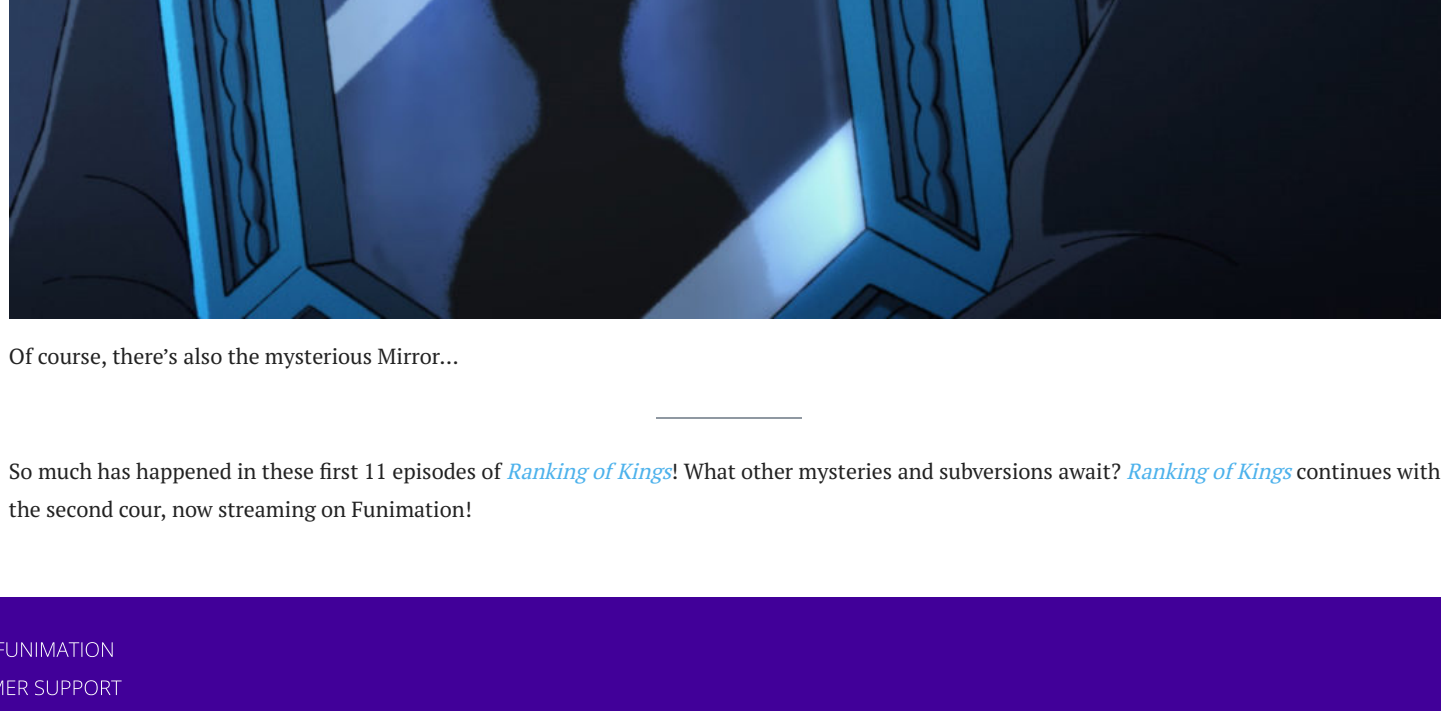 Of course, there’s also the mysterious Mirror…
So much has happened in these first 11 episodes of Ranking of Kings! What other mysteries and subversions await? Ranking of Kings continues with
the second cour, now streaming on Funimation!
FUNIMATION
MER SUPPORT